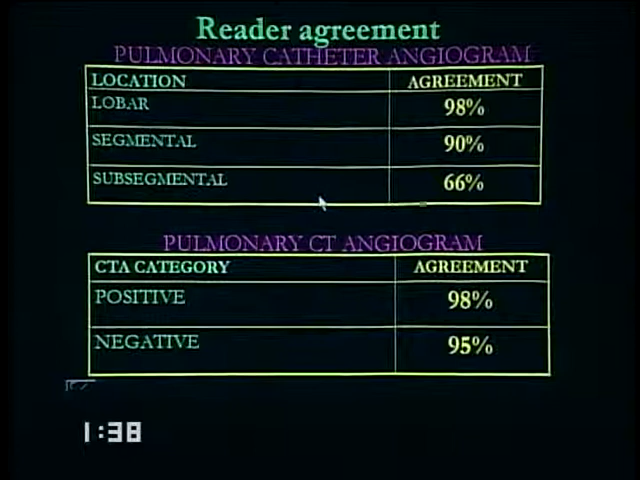 Reader agreement
PULMONARY CATHETER ANGIOGRAM
LOCATION AGREEMENT
LOBAR 98%
SEGMENTAL 90%
SUBSEGMENTAL 66%
PULMONARY CT ANGIOGRAM
CTA CATEGORY AGREEMENT
POSITIVE 98%
NEGATIVE 95%
1:38